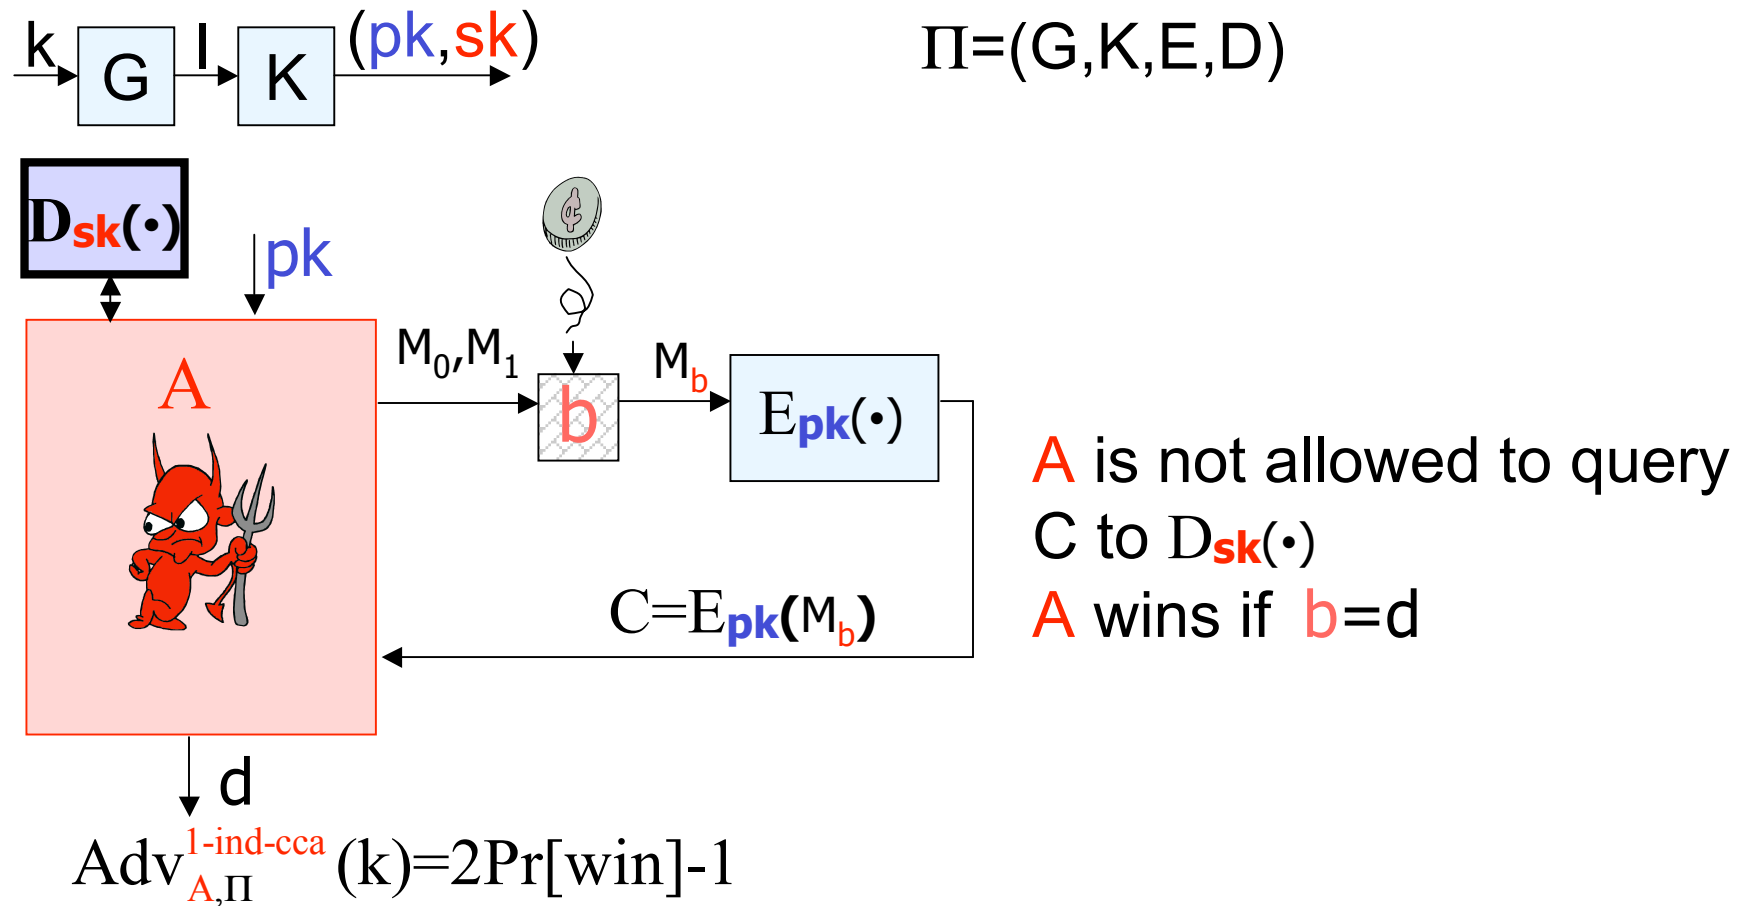 k G I K (pk,sk)
Π=(G,K,E,D)
Dsk(•)
pk
¢
A
M0,M1
b
Mb
Epk(•)
C=Epk(Mb)
A is not allowed to query
C to Dsk(•)
A wins if b=d
d
Adv1-ind-cca A,Π (k)=2Pr[win]-1